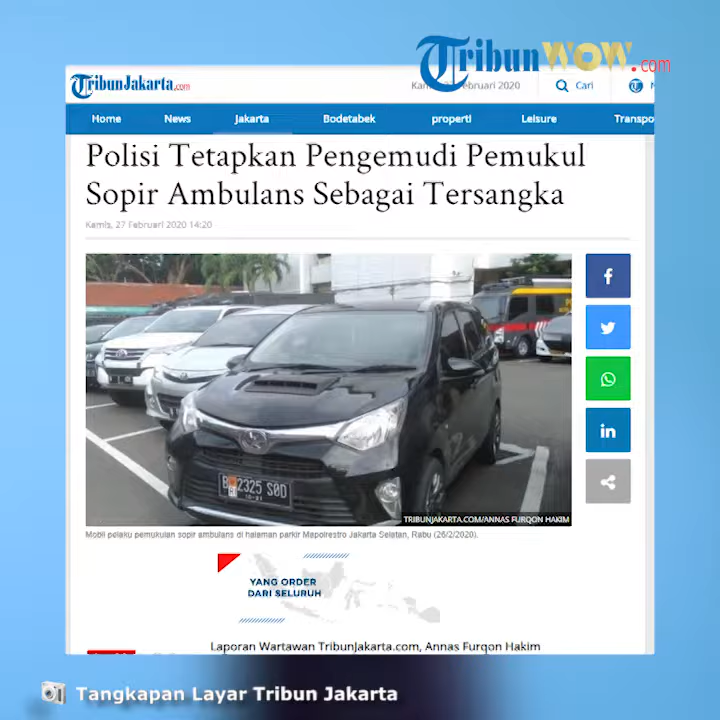 TribunWOW.com
TribunJakarta.com
Februari 2020
Cari
Home News Jakarta Bodetabek properti Leisure Transpo
Polisi Tetapkan Pengemudi Pemukul
Sopir Ambulans Sebagai Tersangka
Kamis, 27 Februari 2020 14:20
B 2325 SOD
TRIBUNJAKARTA.COM/ANNAS FURQON HAKIM
Mobil pelaku pemukulan sopir ambulans di halaman parkir Mapolrestro Jakarta Selatan, Rabu (26/2/2020).
YANG ORDER
DARI SELURUH
Laporan Wartawan TribunJakarta.com, Annas Furqon Hakim
Tangkapan Layar Tribun Jakarta